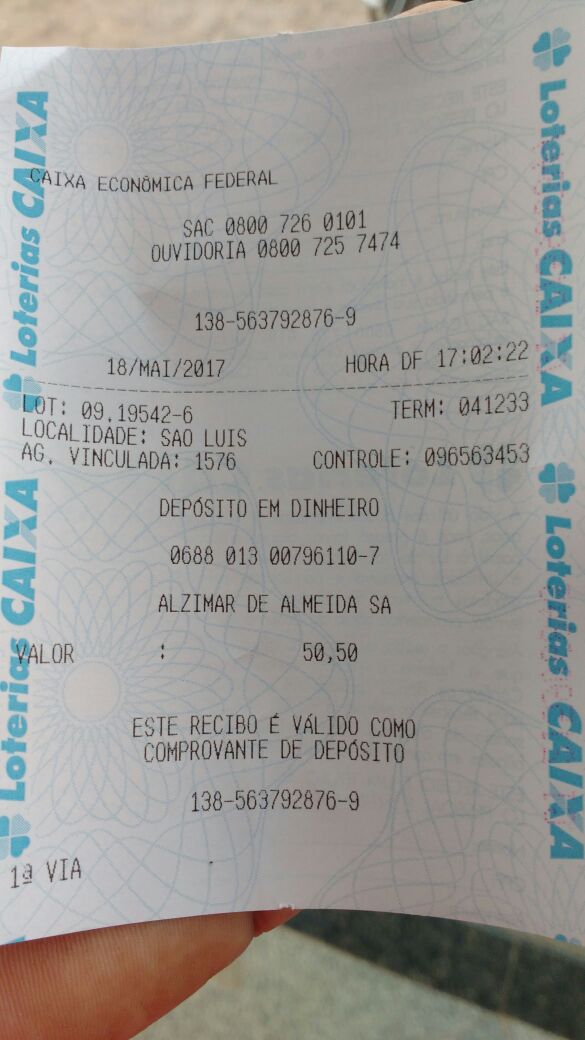 CAIXA ECONÔMICA FEDERAL
SAC 0800 726 0101
OUVIDORIA 0800 725 7474
138-563792876-9
18/MAI/2017 HORA DF 17:02:22
LOT: 09.19542-6 TERM: 041233
LOCALIDADE: SAO LUIS
AG. VINCULADA: 1576 CONTROLE: 096563453
DEPÓSITO EM DINHEIRO
0688 013 00796110-7
ALZIMAR DE ALMEIDA SA
VALOR : 50,50
ESTE RECIBO É VÁLIDO COMO
COMPROVANTE DE DEPÓSITO
138-563792876-9
1ª VIA
Loterias CAIXA
Loterias CAIXA
Loterias CAIXA
Loterias CAIXA